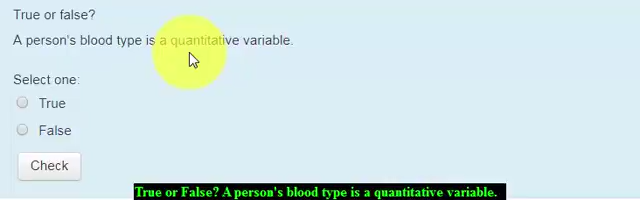 True or false?
A person's blood type is a quantitative variable.
Select one:
True
False
Check
True or False? A person's blood type is a quantitative variable.